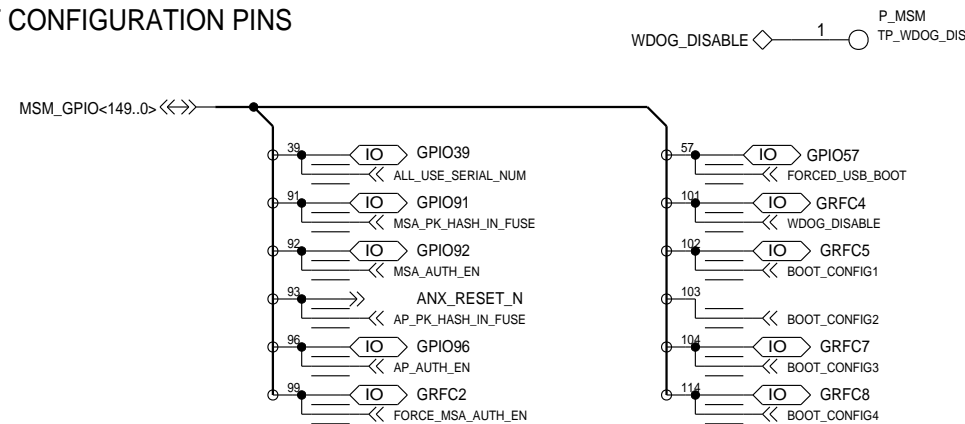 CONFIGURATION PINS
WDOG_DISABLE 1 P_MSM
TP_WDOG_DIS
MSM_GPIO<149..0>
39 IO GPIO39
ALL_USE_SERIAL_NUM
91 IO GPIO91
MSA_PK_HASH_IN_FUSE
92 IO GPIO92
MSA_AUTH_EN
93 ANX_RESET_N
AP_PK_HASH_IN_FUSE
96 IO GPIO96
AP_AUTH_EN
99 IO GRFC2
FORCE_MSA_AUTH_EN
57 IO GPIO57
FORCED_USB_BOOT
101 IO GRFC4
WDOG_DISABLE
102 IO GRFC5
BOOT_CONFIG1
103
BOOT_CONFIG2
104 IO GRFC7
BOOT_CONFIG3
114 IO GRFC8
BOOT_CONFIG4